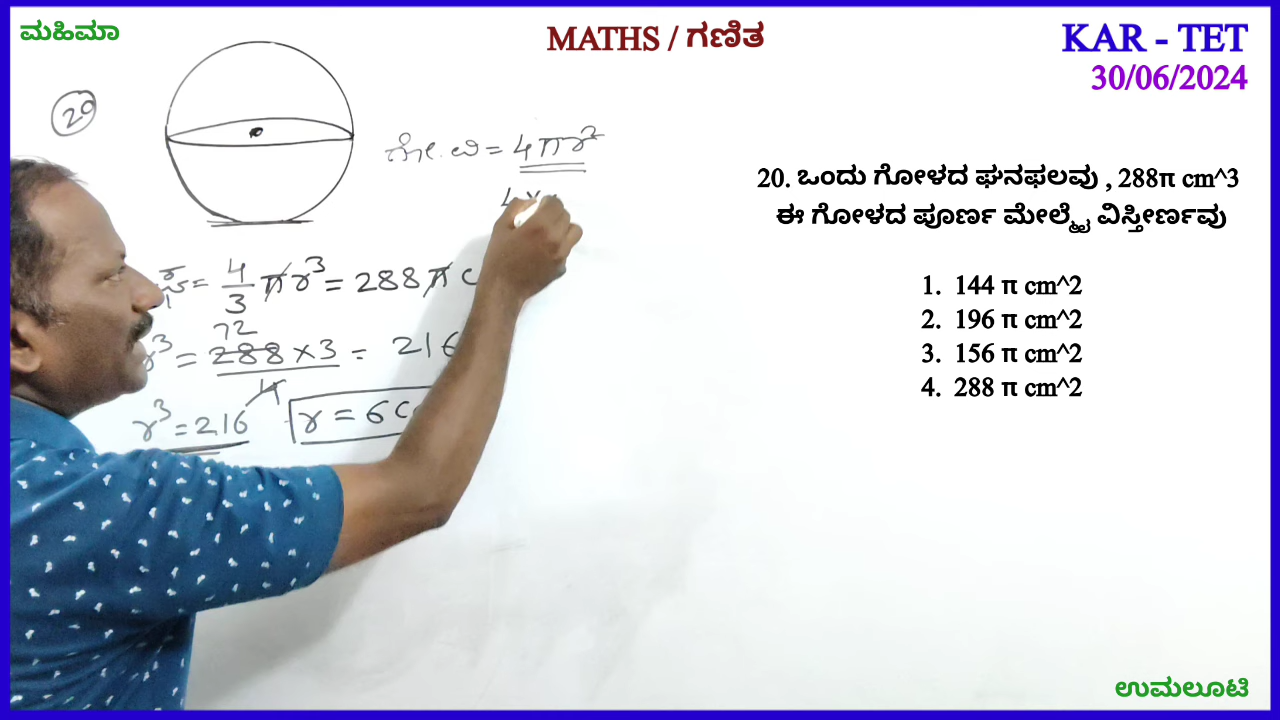 ಮಹಿಮಾ
MATHS / ಗಣಿತ
KAR - TET
30/06/2024
20
ಗೋ.ವಿ = 4πr²
4 ×
= 4/3 πr³ = 288π c
r³ = 288 × 3 = 216
72
4
r³ = 216
r = 6 c
20. ಒಂದು ಗೋಳದ ಘನಫಲವು , 288π cm^3
ಈ ಗೋಳದ ಪೂರ್ಣ ಮೇಲ್ಮೈ ವಿಸ್ತೀರ್ಣವು
1. 144 π cm^2
2. 196 π cm^2
3. 156 π cm^2
4. 288 π cm^2
ಉಮಲೂಟಿ